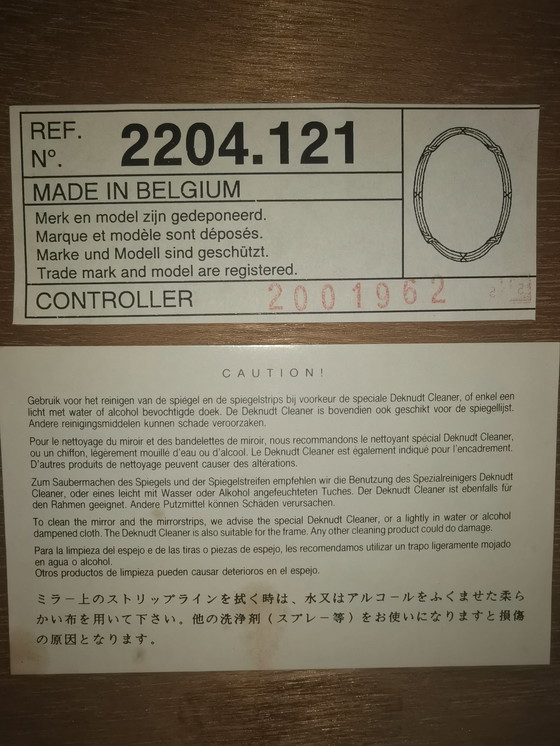 REF.
N°.
2204.121
MADE IN BELGIUM
Merk en model zijn gedeponeerd.
Marque et modèle sont déposés.
Marke und Modell sind geschützt.
Trade mark and model are registered.
CONTROLLER 2001962
CAUTION!
Gebruik voor het reinigen van de spiegel en de spiegelstrips bij voorkeur de speciale Deknudt Cleaner, of enkel een
licht met water of alcohol bevochtigde doek. De Deknudt Cleaner is bovendien ook geschikt voor de spiegellijst.
Andere reinigingsmiddelen kunnen schade veroorzaken.
Pour le nettoyage du miroir et des bandelettes de miroir, nous recommandons le nettoyant spécial Deknudt Cleaner,
ou un chiffon, légèrement mouillé d'eau ou d'alcool. Le Deknudt Cleaner est également indiqué pour l'encadrement.
D'autres produits de nettoyage peuvent causer des altérations.
Zum Saubermachen des Spiegels und der Spiegelstreifen empfehlen wir die Benutzung des Spezialreinigers Deknudt
Cleaner, oder eines leicht mit Wasser oder Alkohol angefeuchteten Tuches. Der Deknudt Cleaner ist ebenfalls für
den Rahmen geeignet. Andere Putzmittel können Schäden verursachen.
To clean the mirror and the mirrorstrips, we advise the special Deknudt Cleaner, or a lightly in water or alcohol
dampened cloth. The Deknudt Cleaner is also suitable for the frame. Any other cleaning product could do damage.
Para la limpieza del espejo e de las tiras o piezas de espejo, les recomendamos utilizar un trapo ligeramente mojado
en agua o alcohol.
Otros productos de limpieza pueden causar deterioros en el espejo.
ミラー上のストリップラインを拭く時は、水又はアルコールをふくませた柔ら
かい布を用いて下さい。他の洗浄剤（スプレー等）をお使いになりますと損傷
の原因となります。